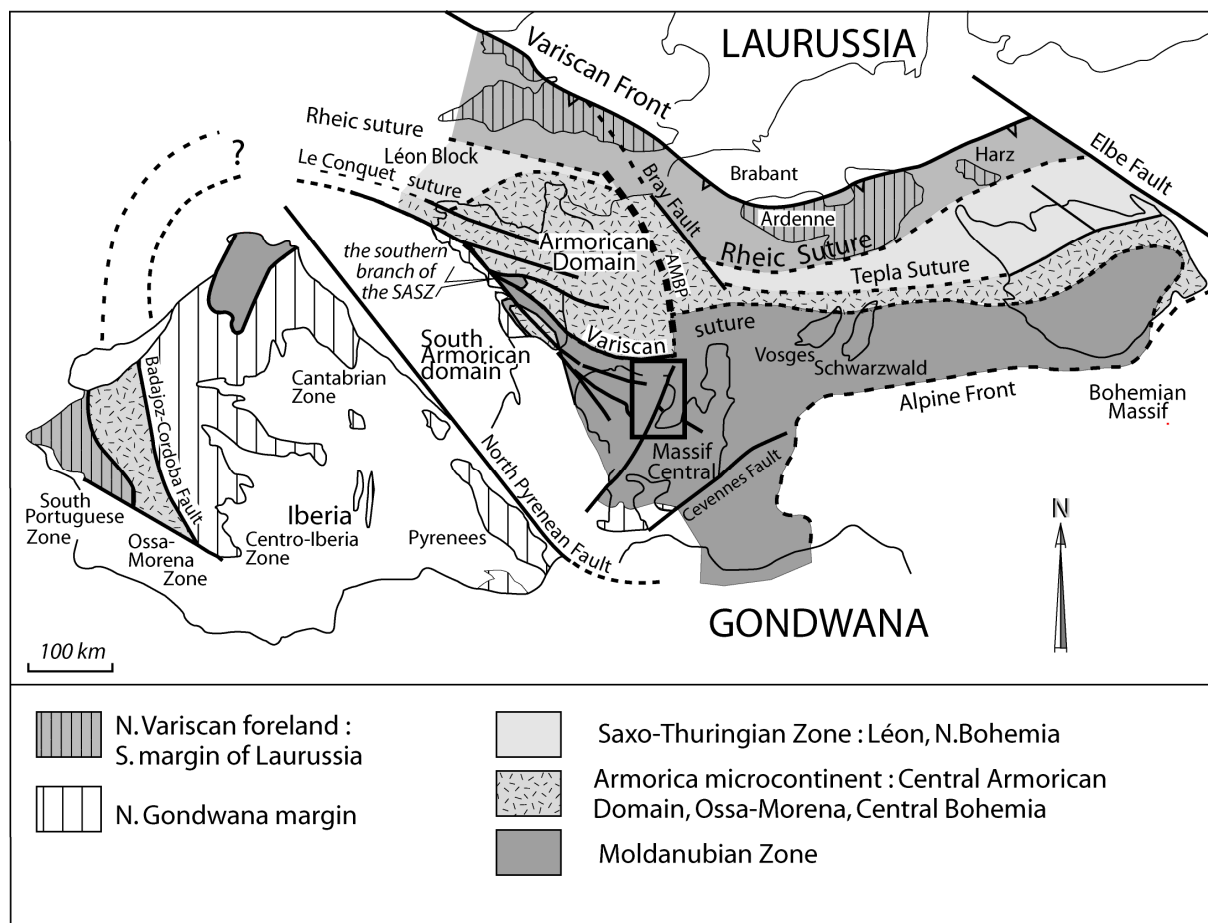 LAURUSSIA
Variscan Front
Rheic suture
Léon Block
Le Conquet suture
?
Bray Fault
Brabant
Harz
Elbe Fault
Ardenne
Rheic Suture
Armorican
Domain
the southern
branch of
the SASZ
AMBP
Tepla Suture
Variscan
suture
South
Armorican
domain
Vosges
Schwarzwald
Alpine Front
Bohemian
Massif
Cantabrian
Zone
Badajoz-Cordoba Fault
North Pyrenean Fault
Massif
Central
Cevennes Fault
South
Portuguese
Zone
Ossa-
Morena
Zone
Iberia
Centro-Iberia
Zone
Pyrenees
N
GONDWANA
100 km
N. Variscan foreland :
S. margin of Laurussia
N. Gondwana margin
Saxo-Thuringian Zone : Léon, N.Bohemia
Armorica microcontinent : Central Armorican
Domain, Ossa-Morena, Central Bohemia
Moldanubian Zone